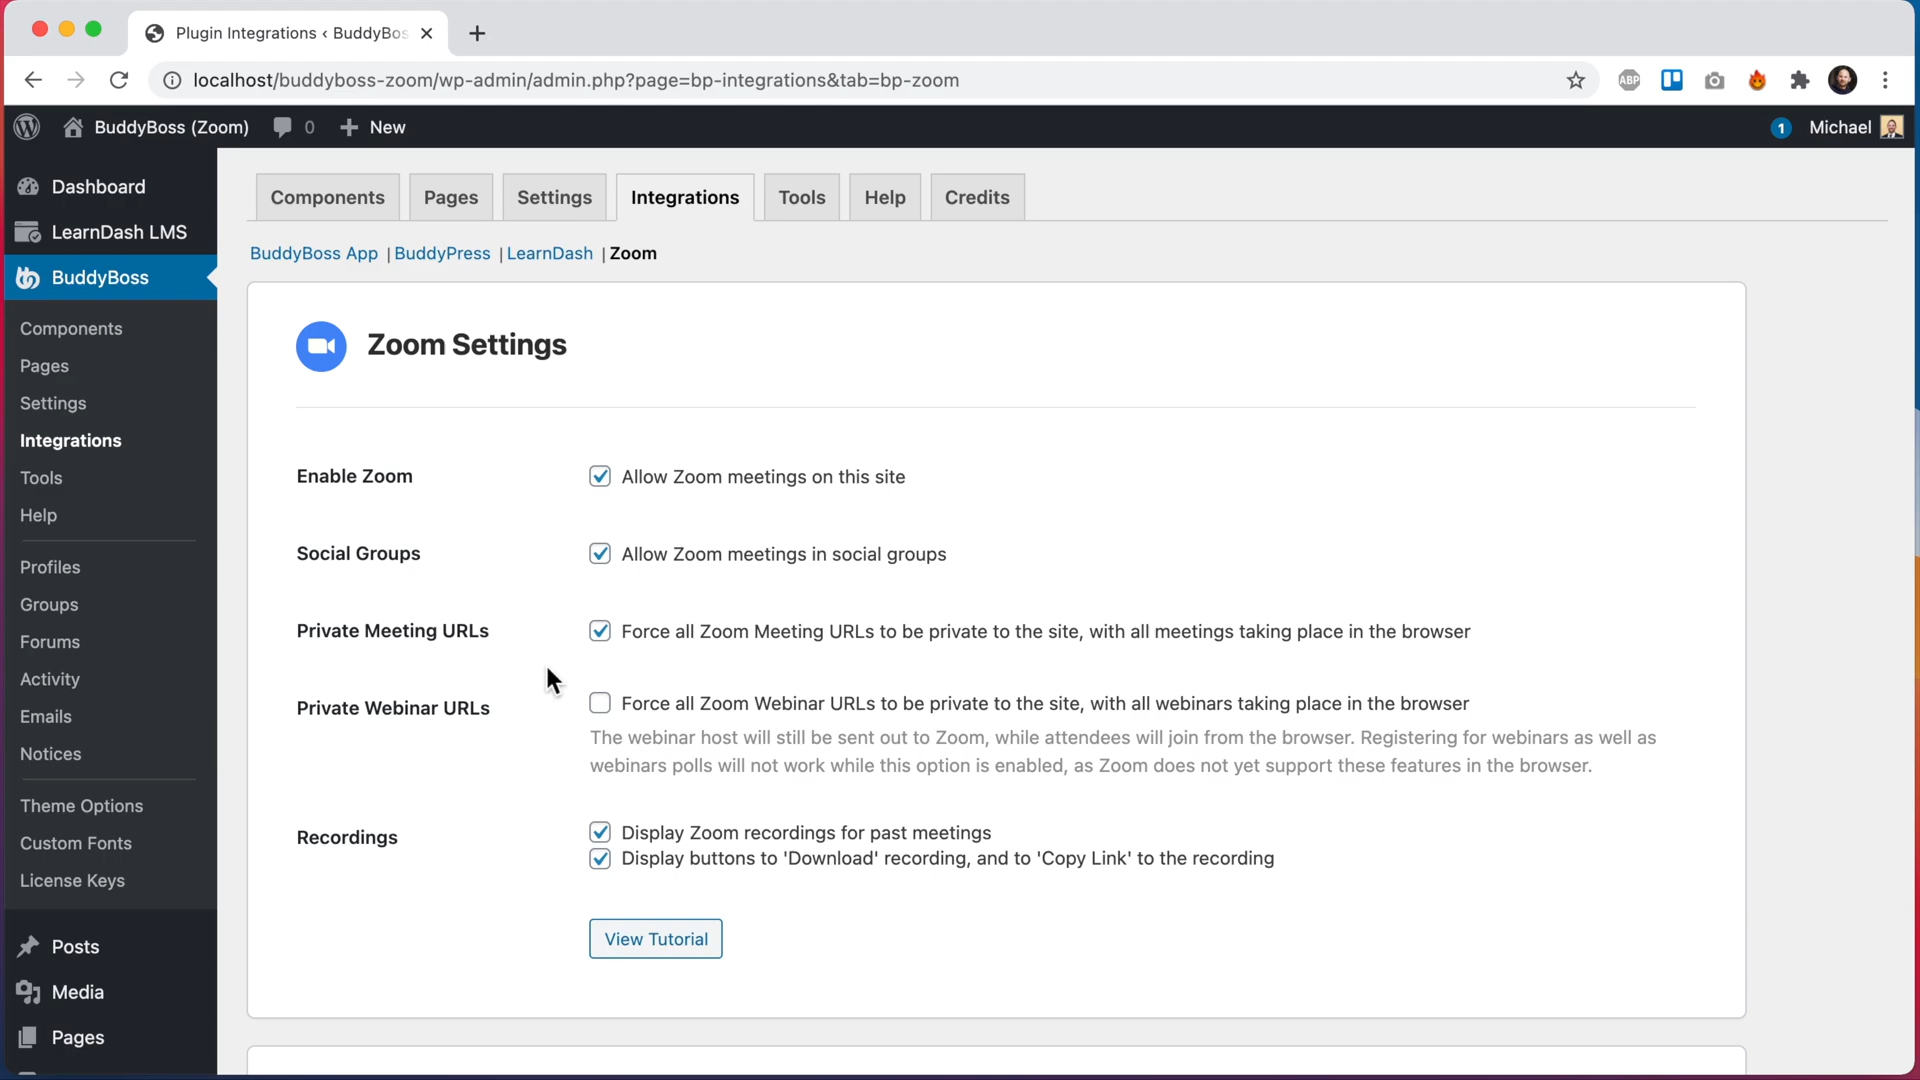 Plugin Integrations ‹ BuddyBos
localhost/buddyboss-zoom/wp-admin/admin.php?page=bp-integrations&tab=bp-zoom
ABP
BuddyBoss (Zoom)
0
New
1
Michael
Dashboard
LearnDash LMS
BuddyBoss
Components
Pages
Settings
Integrations
Tools
Help
Profiles
Groups
Forums
Activity
Emails
Notices
Theme Options
Custom Fonts
License Keys
Posts
Media
Pages
Components
Pages
Settings
Integrations
Tools
Help
Credits
BuddyBoss App | BuddyPress | LearnDash | Zoom
Zoom Settings
Enable Zoom
Allow Zoom meetings on this site
Social Groups
Allow Zoom meetings in social groups
Private Meeting URLs
Force all Zoom Meeting URLs to be private to the site, with all meetings taking place in the browser
Private Webinar URLs
Force all Zoom Webinar URLs to be private to the site, with all webinars taking place in the browser
The webinar host will still be sent out to Zoom, while attendees will join from the browser. Registering for webinars as well as
webinars polls will not work while this option is enabled, as Zoom does not yet support these features in the browser.
Recordings
Display Zoom recordings for past meetings
Display buttons to 'Download' recording, and to 'Copy Link' to the recording
View Tutorial